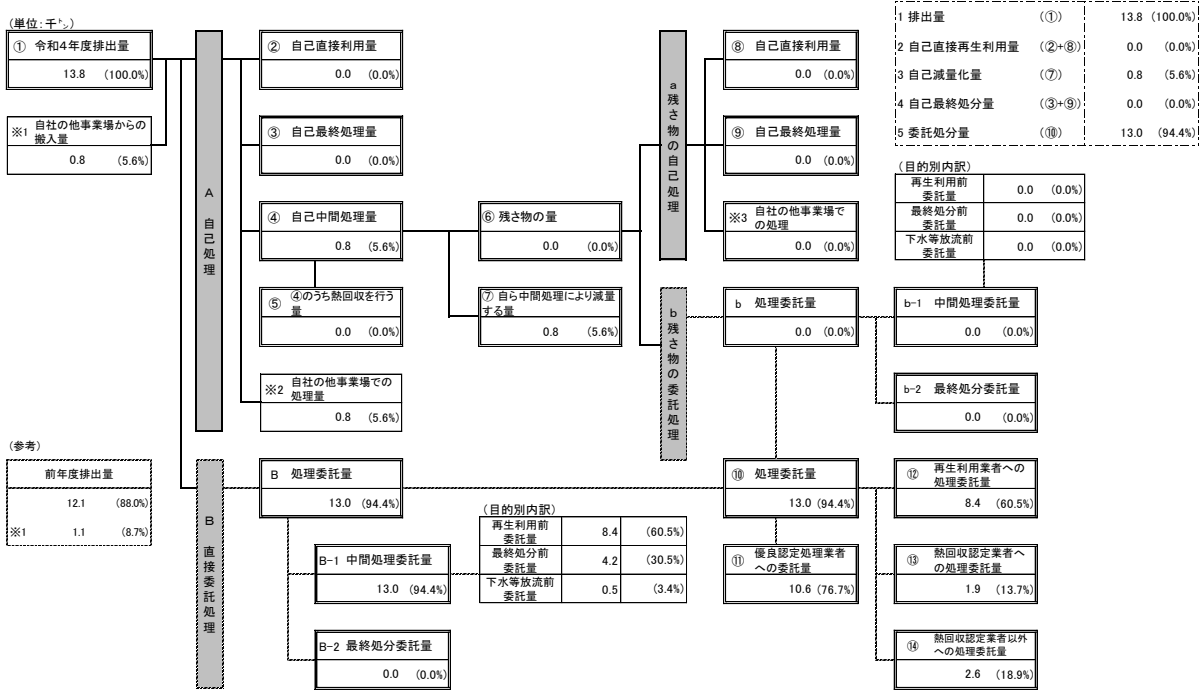 (単位:千㌧)
① 令和4年度排出量
13.8 (100.0%)
※1 自社の他事業場からの
搬入量
0.8 (5.6%)
A 自己処理
② 自己直接利用量
0.0 (0.0%)
③ 自己最終処理量
0.0 (0.0%)
④ 自己中間処理量
0.8 (5.6%)
⑤ ④のうち熱回収を行う
量
0.0 (0.0%)
※2 自社の他事業場での
処理量
0.8 (5.6%)
⑥ 残さ物の量
0.0 (0.0%)
⑦ 自ら中間処理により減量
する量
0.8 (5.6%)
a 残さ物の自己処理
b 残さ物の委託処理
⑧ 自己直接利用量
0.0 (0.0%)
⑨ 自己最終処理量
0.0 (0.0%)
※3 自社の他事業場で
の処理
0.0 (0.0%)
b 処理委託量
0.0 (0.0%)
1 排出量 (①) 13.8 (100.0%)
2 自己直接再生利用量 (②+⑧) 0.0 (0.0%)
3 自己減量化量 (⑦) 0.8 (5.6%)
4 自己最終処分量 (③+⑨) 0.0 (0.0%)
5 委託処分量 (⑩) 13.0 (94.4%)
(目的別内訳)
再生利用前
委託量 0.0 (0.0%)
最終処分前
委託量 0.0 (0.0%)
下水等放流前
委託量 0.0 (0.0%)
b-1 中間処理委託量
0.0 (0.0%)
b-2 最終処分委託量
0.0 (0.0%)
(参考)
前年度排出量
12.1 (88.0%)
※1 1.1 (8.7%)
B 直接委託処理
B 処理委託量
13.0 (94.4%)
B-1 中間処理委託量
13.0 (94.4%)
B-2 最終処分委託量
0.0 (0.0%)
(目的別内訳)
再生利用前
委託量 8.4 (60.5%)
最終処分前
委託量 4.2 (30.5%)
下水等放流前
委託量 0.5 (3.4%)
⑩ 処理委託量
13.0 (94.4%)
⑪ 優良認定処理業者
への委託量
10.6 (76.7%)
⑫ 再生利用業者への
処理委託量
8.4 (60.5%)
⑬ 熱回収認定業者へ
の処理委託量
1.9 (13.7%)
⑭ 熱回収認定業者以外
への処理委託量
2.6 (18.9%)